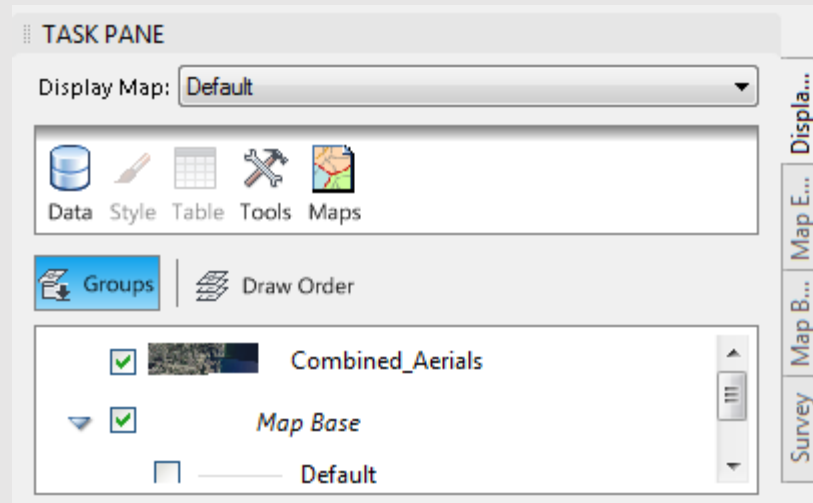 TASK PANE
Display Map: Default
Data Style Table Tools Maps
Groups Draw Order
Combined_Aerials
Map Base
Default
Displa...
Map E...
Map B...
Survey